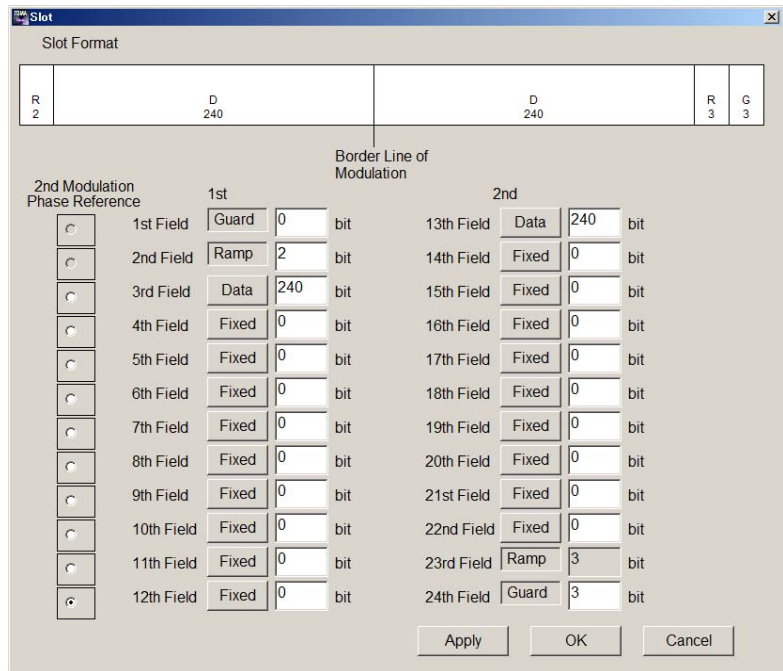 Slot
Slot Format
R D D R G
2 240 240 3 3
Border Line of
Modulation
2nd Modulation
Phase Reference
1st 2nd
1st Field Guard 0 bit 13th Field Data 240 bit
2nd Field Ramp 2 bit 14th Field Fixed 0 bit
3rd Field Data 240 bit 15th Field Fixed 0 bit
4th Field Fixed 0 bit 16th Field Fixed 0 bit
5th Field Fixed 0 bit 17th Field Fixed 0 bit
6th Field Fixed 0 bit 18th Field Fixed 0 bit
7th Field Fixed 0 bit 19th Field Fixed 0 bit
8th Field Fixed 0 bit 20th Field Fixed 0 bit
9th Field Fixed 0 bit 21st Field Fixed 0 bit
10th Field Fixed 0 bit 22nd Field Fixed 0 bit
11th Field Fixed 0 bit 23rd Field Ramp 3 bit
12th Field Fixed 0 bit 24th Field Guard 3 bit
Apply OK Cancel